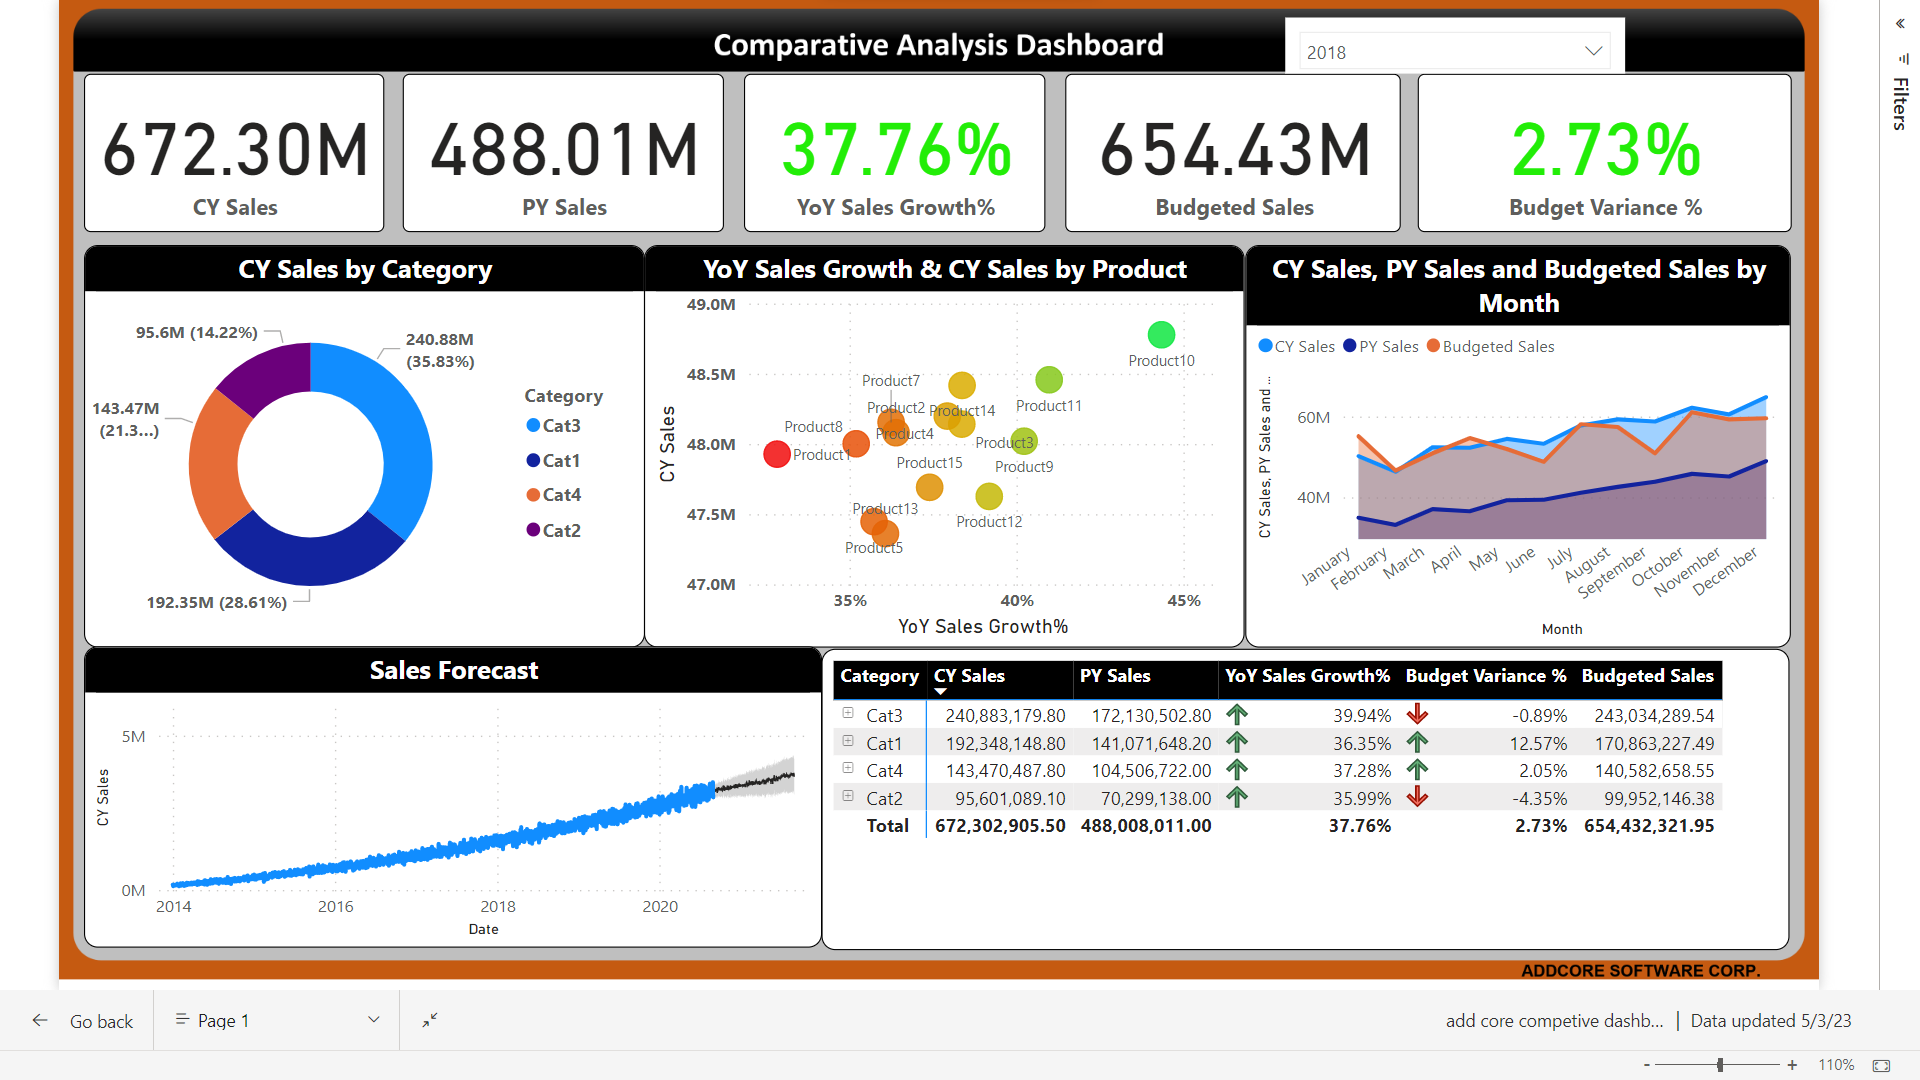 Comparative Analysis Dashboard
2018
Filters
672.30M
CY Sales
488.01M
PY Sales
37.76%
YoY Sales Growth%
654.43M
Budgeted Sales
2.73%
Budget Variance %
CY Sales by Category
95.6M (14.22%)
240.88M
(35.83%)
143.47M
(21.3...)
192.35M (28.61%)
Category
Cat3
Cat1
Cat4
Cat2
YoY Sales Growth & CY Sales by Product
CY Sales
49.0M
48.5M
48.0M
47.5M
47.0M
Product10
Product7
Product11
Product2
Product14
Product8
Product4
Product3
Product1
Product15
Product9
Product13
Product12
Product5
35%
40%
45%
YoY Sales Growth%
CY Sales, PY Sales and Budgeted Sales by
Month
CY Sales PY Sales Budgeted Sales
CY Sales, PY Sales and ...
60M
40M
January
February
March
April
May
June
July
August
September
October
November
December
Month
Sales Forecast
CY Sales
5M
0M
2014
2016
2018
2020
Date
Category CY Sales PY Sales YoY Sales Growth% Budget Variance % Budgeted Sales
Cat3 240,883,179.80 172,130,502.80 39.94% -0.89% 243,034,289.54
Cat1 192,348,148.80 141,071,648.20 36.35% 12.57% 170,863,227.49
Cat4 143,470,487.80 104,506,722.00 37.28% 2.05% 140,582,658.55
Cat2 95,601,089.10 70,299,138.00 35.99% -4.35% 99,952,146.38
Total 672,302,905.50 488,008,011.00 37.76% 2.73% 654,432,321.95
ADDCORE SOFTWARE CORP.
Go back
Page 1
add core competive dashb... | Data updated 5/3/23
- + 110%